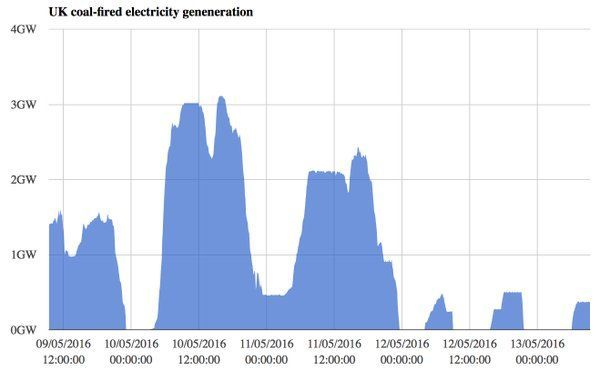 UK coal-fired electricity geneneration
4GW
3GW
2GW
1GW
0GW
09/05/2016 10/05/2016 10/05/2016 11/05/2016 11/05/2016 12/05/2016 12/05/2016 13/05/2016
12:00:00 00:00:00 12:00:00 00:00:00 12:00:00 00:00:00 12:00:00 00:00:00